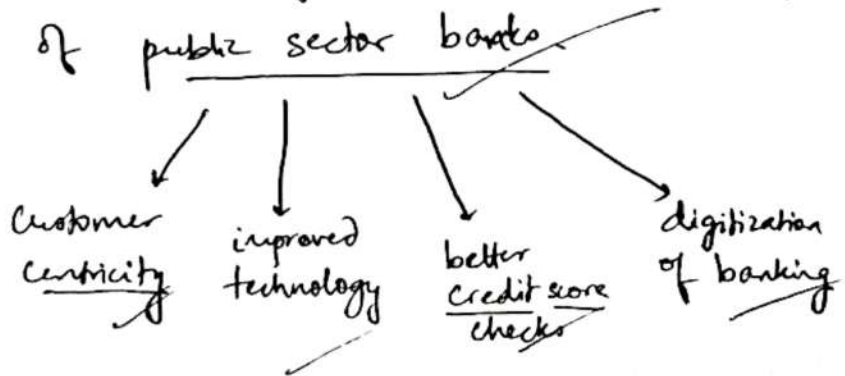 of public sector banks
customer
centricity
improved
technology
better
credit score
checks
digitization
of banking